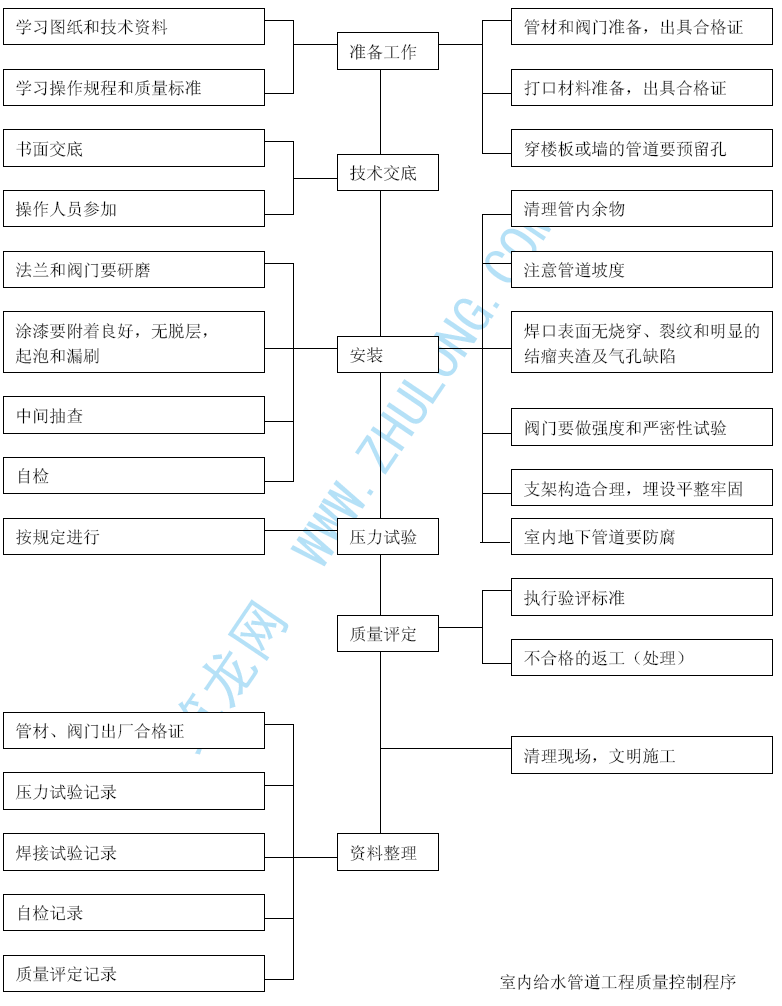 学习图纸和技术资料
学习操作规程和质量标准
准备工作
管材和阀门准备，出具合格证
打口材料准备，出具合格证
穿楼板或墙的管道要预留孔
书面交底
操作人员参加
技术交底
法兰和阀门要研磨
涂漆要附着良好，无脱层，
起泡和漏刷
中间抽查
自检
安装
清理管内余物
注意管道坡度
焊口表面无烧穿、裂纹和明显的
结瘤夹渣及气孔缺陷
阀门要做强度和严密性试验
支架构造合理，埋设平整牢固
室内地下管道要防腐
按规定进行
压力试验
质量评定
执行验评标准
不合格的返工（处理）
清理现场，文明施工
管材、阀门出厂合格证
压力试验记录
焊接试验记录
自检记录
质量评定记录
资料整理
室内给水管道工程质量控制程序
筑龙网 WWW.ZHULONG.COM